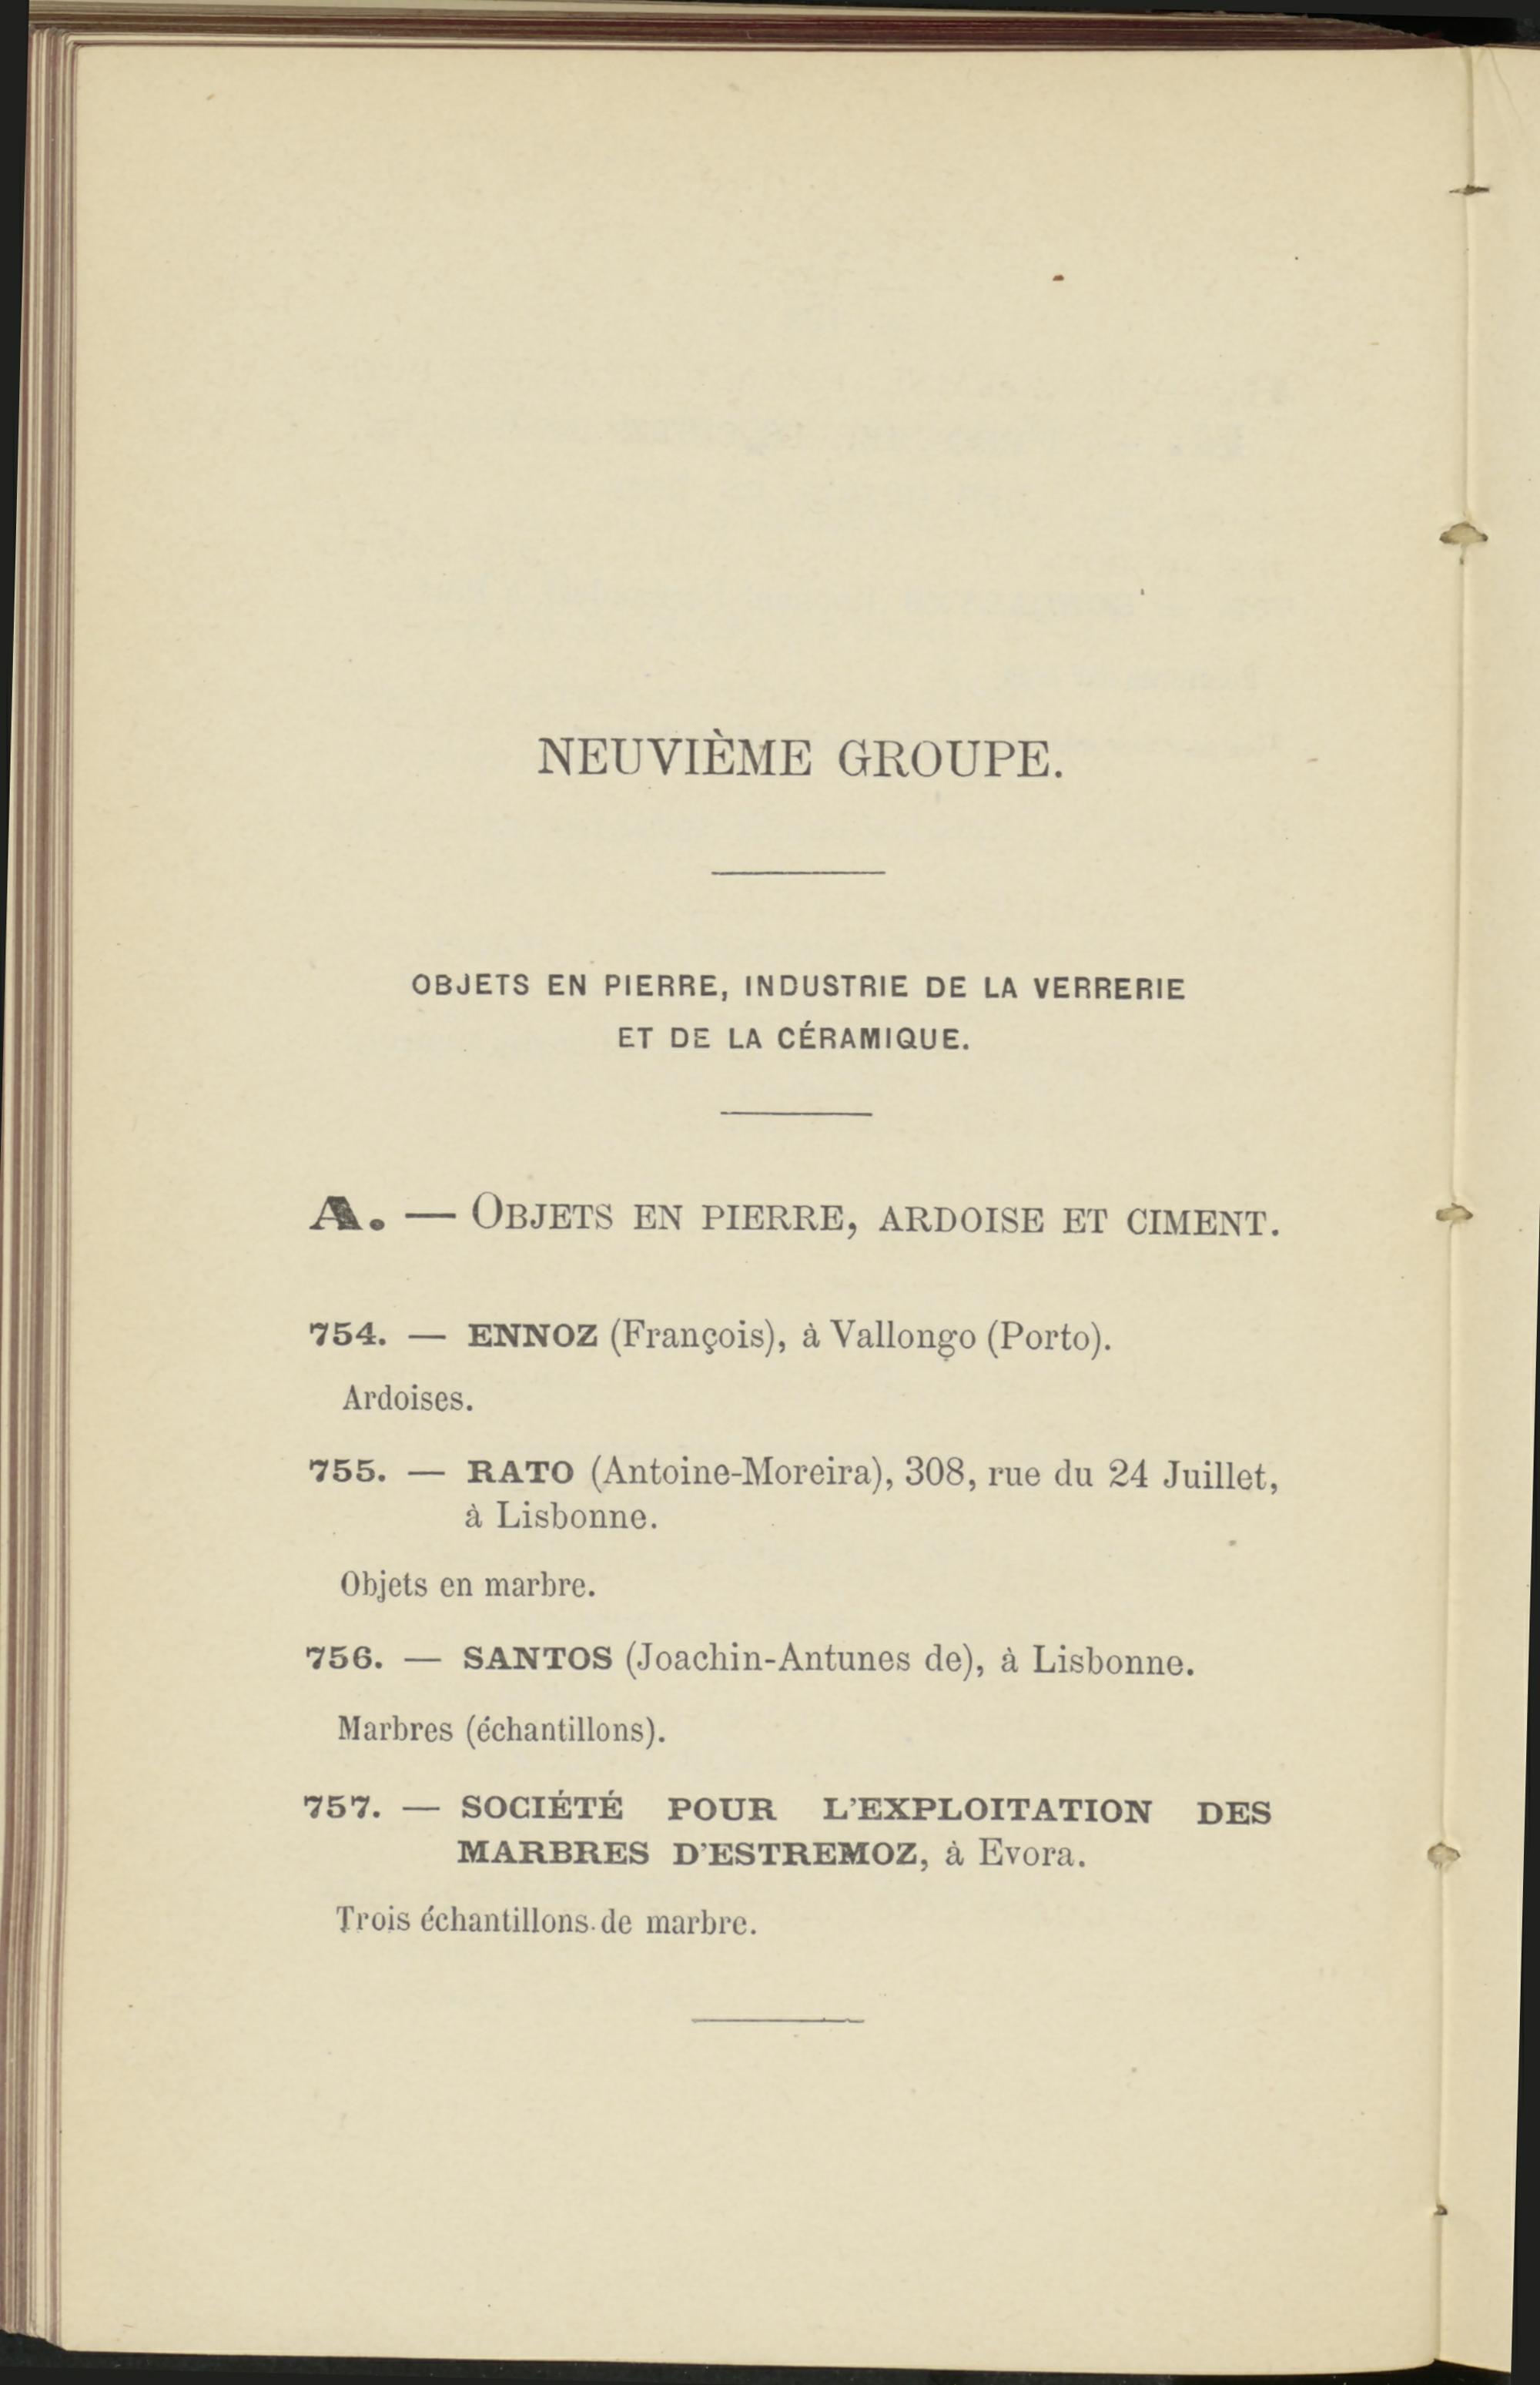 NEUVIÈME GROUPE.
OBJETS EN PIERRE, INDUSTRIE DE LA VERRERIE
ET DE LA CÉRAMIQUE.
A. — OBJETS EN PIERRE, ARDOISE ET CIMENT.
754. — ENNOZ (François), à Vallongo (Porto).
Ardoises.
755. — RATO (Antoine-Moreira), 308, rue du 24 Juillet,
à Lisbonne.
Objets en marbre.
756. — SANTOS (Joachin-Antunes de), à Lisbonne.
Marbres (échantillons).
757. — SOCIÉTÉ POUR L'EXPLOITATION DES
MARBRES D'ESTREMOZ, à Evora.
Trois échantillons de marbre.